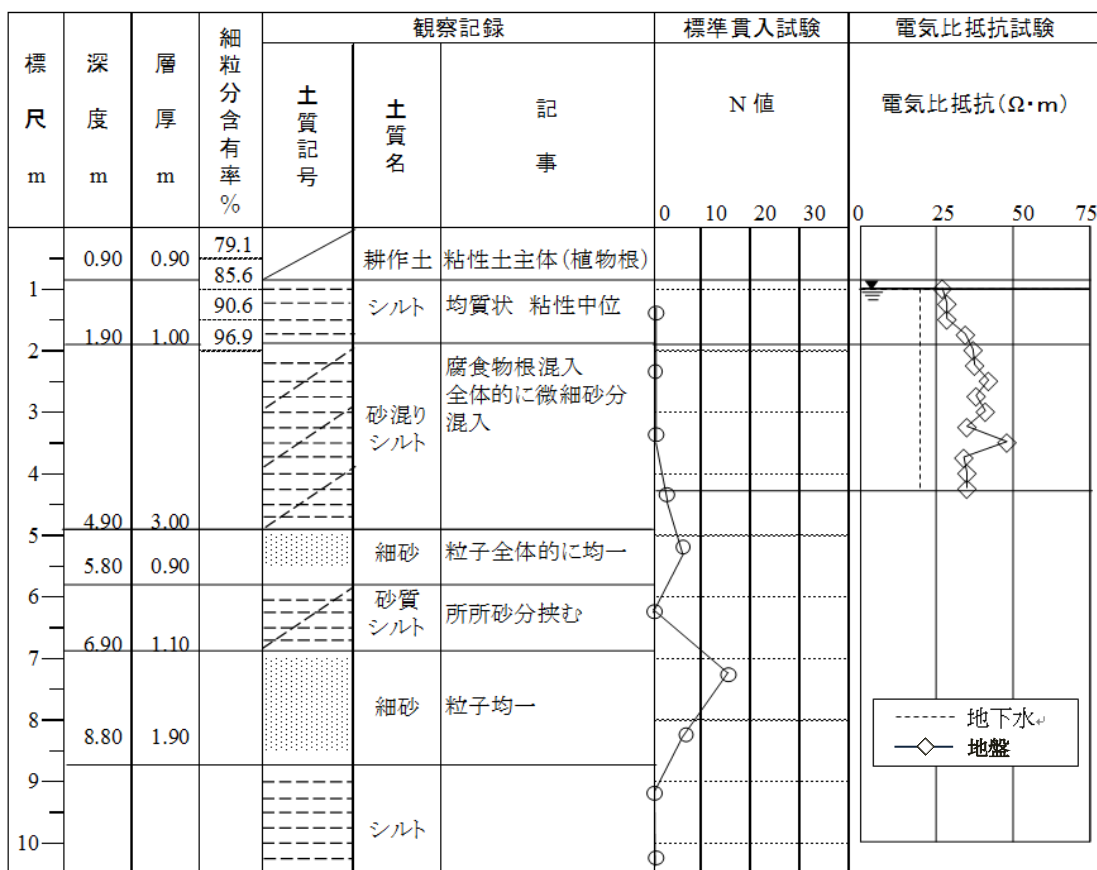 標尺 m
深度 m
層厚 m
細粒分含有率 %
観察記録
土質記号
土質名
記事
標準貫入試験
N 値
0 10 20 30
電気比抵抗試験
電気比抵抗(Ω・m)
0 25 50 75
79.1
0.90 0.90 耕作土 粘性土主体(植物根)
85.6
1
90.6 シルト 均質状 粘性中位
1.90 1.00 96.9
2
腐食物根混入
全体的に微細砂分
混入
3
砂混り
シルト
4
4.90 3.00
5
細砂 粒子全体的に均一
5.80 0.90
6
砂質
シルト
所所砂分挟む
6.90 1.10
7
細砂 粒子均一
8
8.80 1.90
地下水
地盤
9
シルト
10